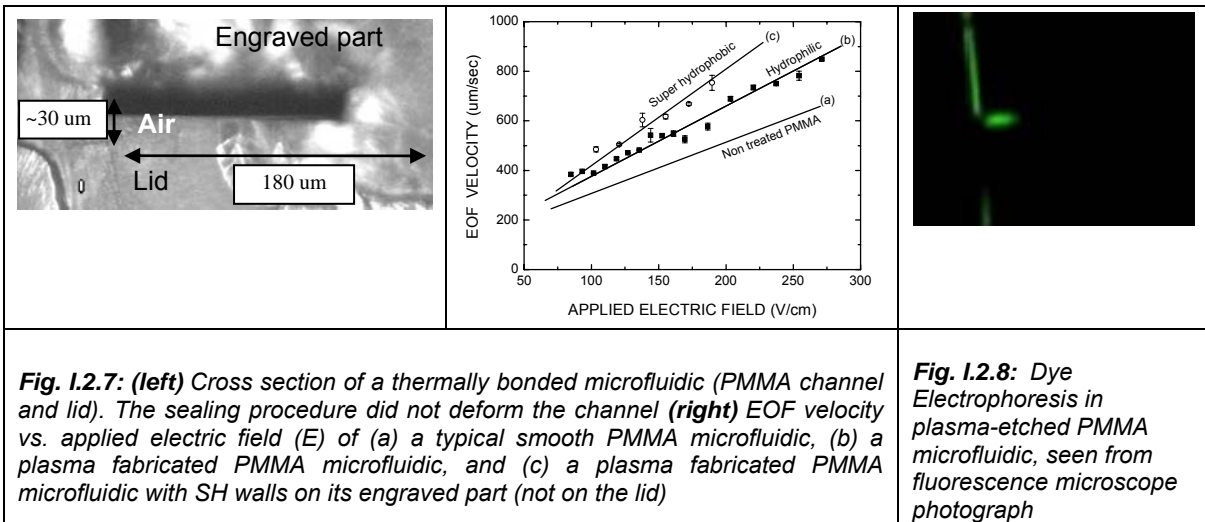 Engraved part
~30 um
Air
Lid
180 um
EOF VELOCITY (um/sec)
1000
800
600
400
200
0
50
100
150
200
250
300
APPLIED ELECTRIC FIELD (V/cm)
Super hydrophobic
(c)
Hydrophilic
(b)
Non treated PMMA
(a)
Fig. I.2.7: (left) Cross section of a thermally bonded microfluidic (PMMA channel
and lid). The sealing procedure did not deform the channel (right) EOF velocity
vs. applied electric field (E) of (a) a typical smooth PMMA microfluidic, (b) a
plasma fabricated PMMA microfluidic, and (c) a plasma fabricated PMMA
microfluidic with SH walls on its engraved part (not on the lid)
Fig. I.2.8: Dye
Electrophoresis in
plasma-etched PMMA
microfluidic, seen from
fluorescence microscope
photograph